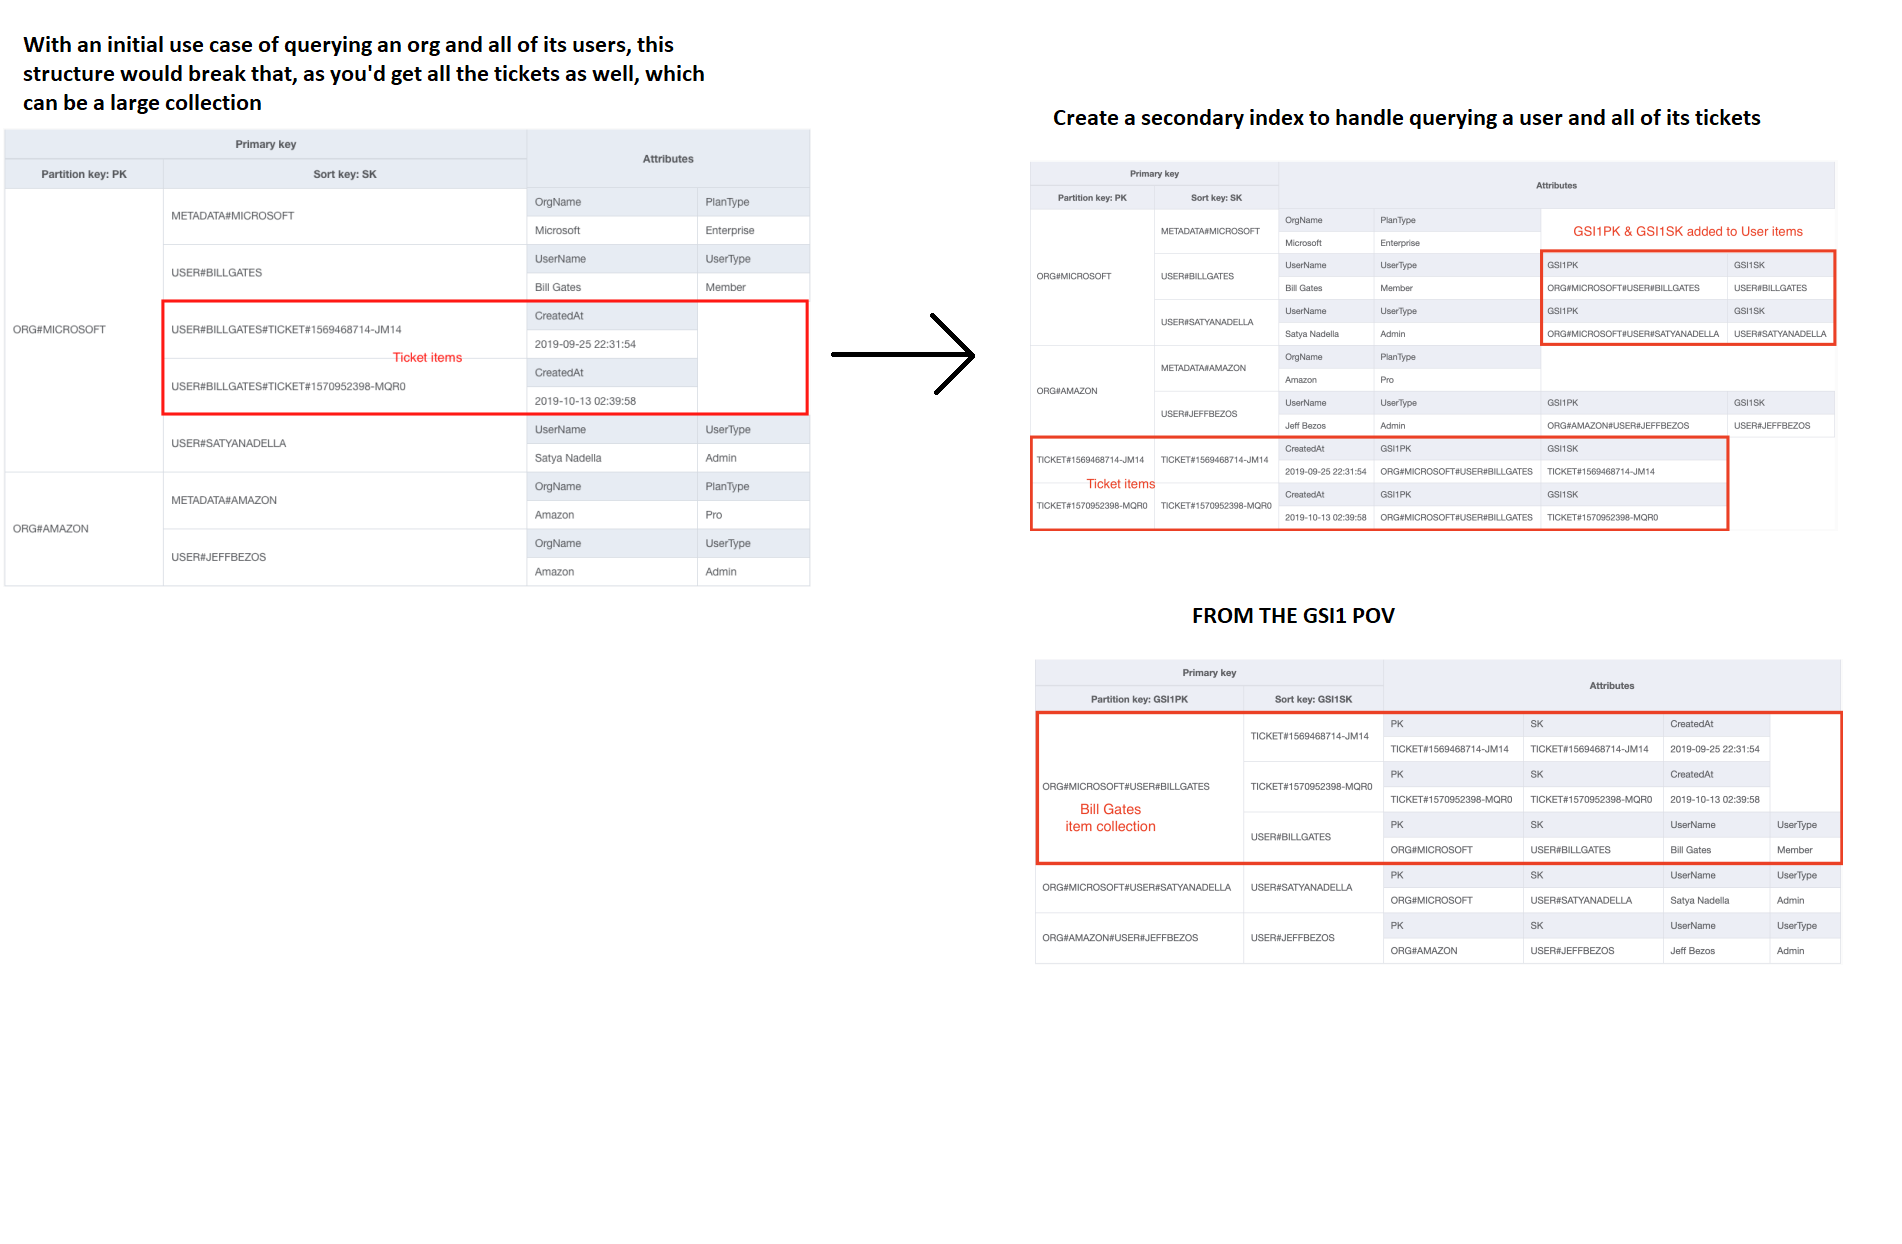 With an initial use case of querying an org and all of its users, this
structure would break that, as you'd get all the tickets as well, which
can be a large collection
Primary key
Attributes
Partition key: PK Sort key: SK
ORG#MICROSOFT
METADATA#MICROSOFT
OrgName PlanType
Microsoft Enterprise
USER#BILLGATES
UserName UserType
Bill Gates Member
USER#BILLGATES#TICKET#1569468714-JM14
CreatedAt
2019-09-25 22:31:54
Ticket items
USER#BILLGATES#TICKET#1570952398-MQR0
CreatedAt
2019-10-13 02:39:58
USER#SATYANADELLA
UserName UserType
Satya Nadella Admin
ORG#AMAZON
METADATA#AMAZON
OrgName PlanType
Amazon Pro
USER#JEFFBEZOS
OrgName UserType
Amazon Admin
Create a secondary index to handle querying a user and all of its tickets
Primary key
Attributes
Partition key: PK Sort key: SK
GSI1PK & GSI1SK added to User items
ORG#MICROSOFT
METADATA#MICROSOFT
OrgName PlanType
Microsoft Enterprise
USER#BILLGATES
UserName UserType GSI1PK GSI1SK
Bill Gates Member ORG#MICROSOFT#USER#BILLGATES USER#BILLGATES
USER#SATYANADELLA
UserName UserType GSI1PK GSI1SK
Satya Nadella Admin ORG#MICROSOFT#USER#SATYANADELLA USER#SATYANADELLA
ORG#AMAZON
METADATA#AMAZON
OrgName PlanType
Amazon Pro
USER#JEFFBEZOS
UserName UserType GSI1PK GSI1SK
Jeff Bezos Admin ORG#AMAZON#USER#JEFFBEZOS USER#JEFFBEZOS
TICKET#1569468714-JM14 TICKET#1569468714-JM14
CreatedAt GSI1PK GSI1SK
2019-09-25 22:31:54 ORG#MICROSOFT#USER#BILLGATES TICKET#1569468714-JM14
Ticket items
TICKET#1570952398-MQR0 TICKET#1570952398-MQR0
CreatedAt GSI1PK GSI1SK
2019-10-13 02:39:58 ORG#MICROSOFT#USER#BILLGATES TICKET#1570952398-MQR0
FROM THE GSI1 POV
Primary key
Attributes
Partition key: GSI1PK Sort key: GSI1SK
ORG#MICROSOFT#USER#BILLGATES
Bill Gates
item collection
TICKET#1569468714-JM14
PK SK CreatedAt
TICKET#1569468714-JM14 TICKET#1569468714-JM14 2019-09-25 22:31:54
TICKET#1570952398-MQR0
PK SK CreatedAt
TICKET#1570952398-MQR0 TICKET#1570952398-MQR0 2019-10-13 02:39:58
USER#BILLGATES
PK SK UserName UserType
ORG#MICROSOFT USER#BILLGATES Bill Gates Member
ORG#MICROSOFT#USER#SATYANADELLA USER#SATYANADELLA
PK SK UserName UserType
ORG#MICROSOFT USER#SATYANADELLA Satya Nadella Admin
ORG#AMAZON#USER#JEFFBEZOS USER#JEFFBEZOS
PK SK UserName UserType
ORG#AMAZON USER#JEFFBEZOS Jeff Bezos Admin